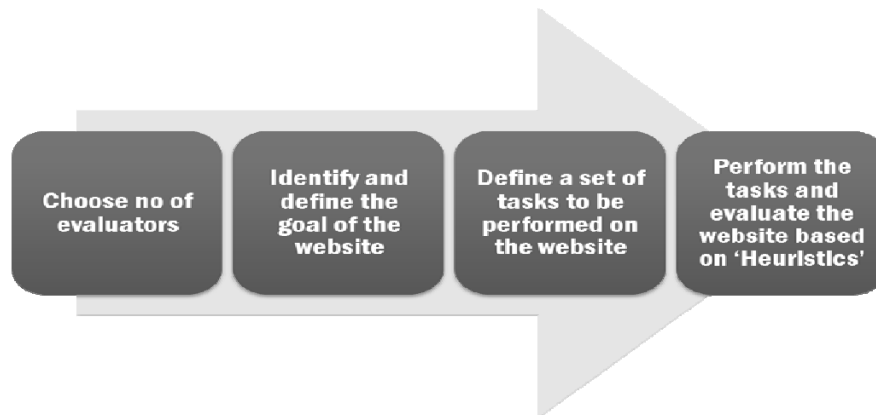 Choose no of
evaluators
Identify and
define the
goal of the
website
Define a set of
tasks to be
performed on
the website
Perform the
tasks and
evaluate the
website based
on ‘Heuristics’